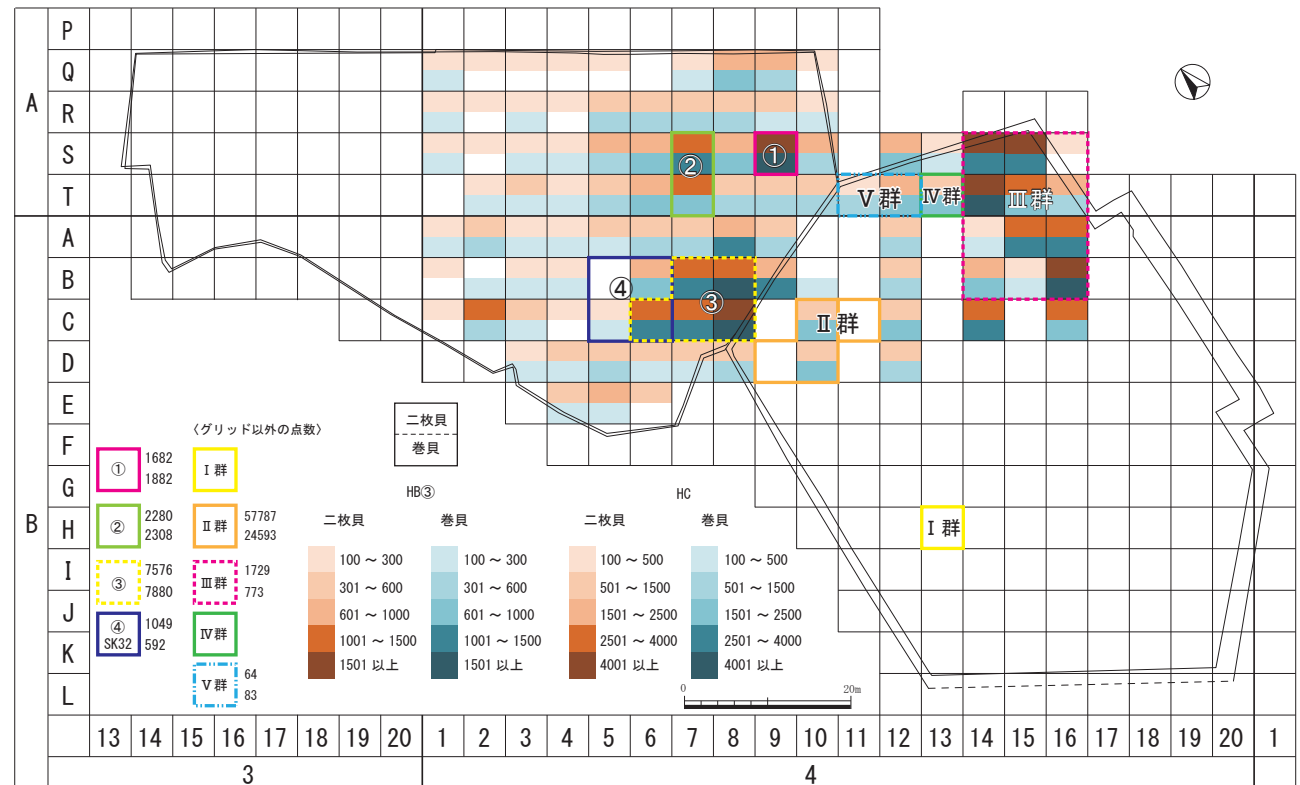 A
B
P
Q
R
S
T
A
B
C
D
E
F
G
H
I
J
K
L
①
②
③
④
Ⅴ群
Ⅳ群
Ⅲ群
Ⅱ群
Ⅰ群
〈グリッド以外の点数〉
① 1682
1882
② 2280
2308
③ 7576
7880
④ SK32 1049
592
Ⅰ群
Ⅱ群 57787
24593
Ⅲ群 1729
773
Ⅳ群
Ⅴ群 64
83
二枚貝
巻貝
HB③
二枚貝 巻貝
100 ～ 300 100 ～ 300
301 ～ 600 301 ～ 600
601 ～ 1000 601 ～ 1000
1001 ～ 1500 1001 ～ 1500
1501 以上 1501 以上
HC
二枚貝 巻貝
100 ～ 500 100 ～ 500
501 ～ 1500 501 ～ 1500
1501 ～ 2500 1501 ～ 2500
2501 ～ 4000 2501 ～ 4000
4001 以上 4001 以上
0 20m
13 14 15 16 17 18 19 20 1 2 3 4 5 6 7 8 9 10 11 12 13 14 15 16 17 18 19 20 1
3 4